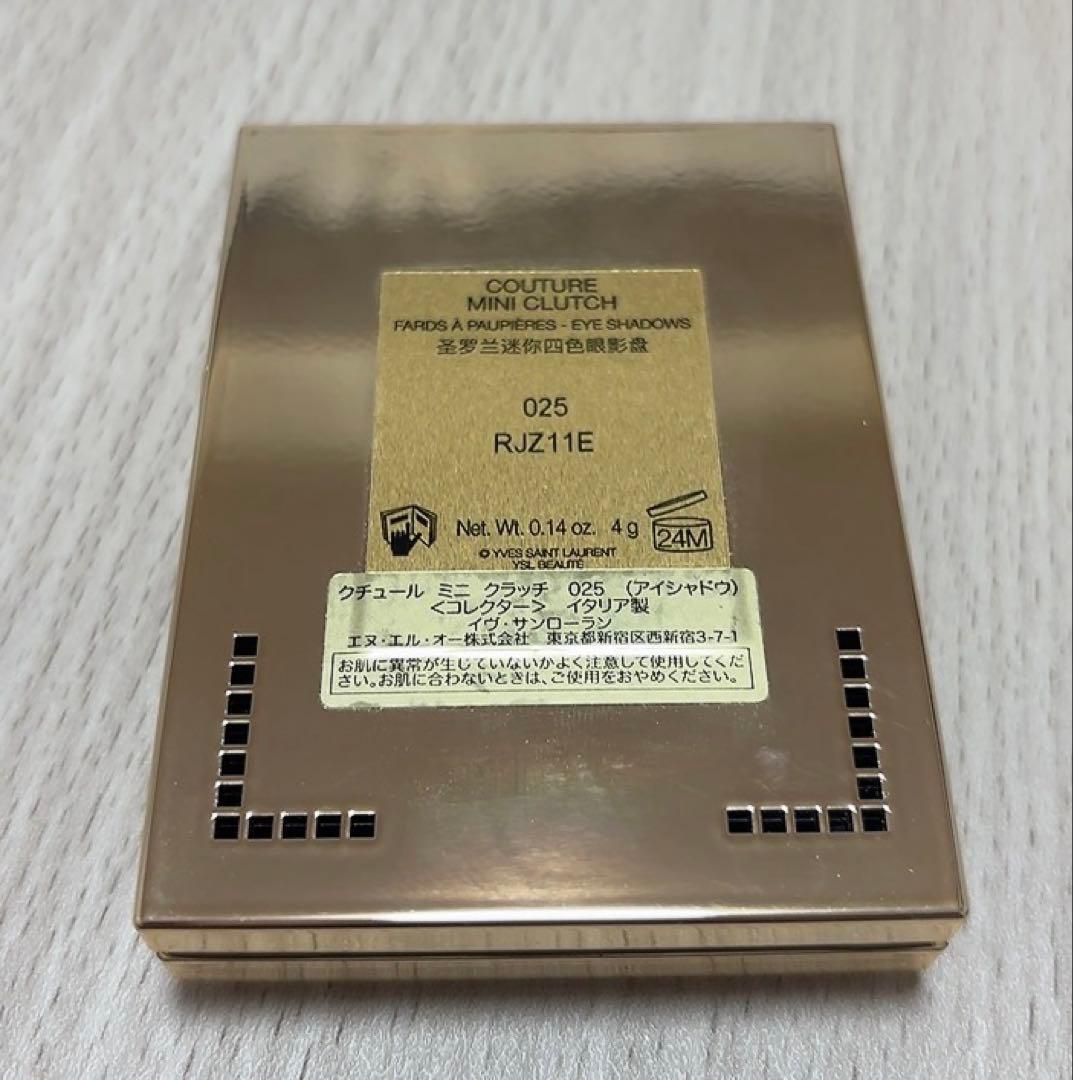 COUTURE
MINI CLUTCH
FARDS À PAUPIÈRES - EYE SHADOWS
圣罗兰迷你四色眼影盘
025
RJZ11E
Net. Wt. 0.14 oz. 4 g
24M
© YVES SAINT LAURENT
YSL BEAUTÉ
クチュール ミニ クラッチ 025 (アイシャドウ)
<コレクター> イタリア製
イヴ・サンローラン
エヌ・エル・オー株式会社 東京都新宿区西新宿3-7-1
お肌に異常が生じていないかよく注意して使用してくだ
さい。お肌に合わないときは、ご使用をおやめください。